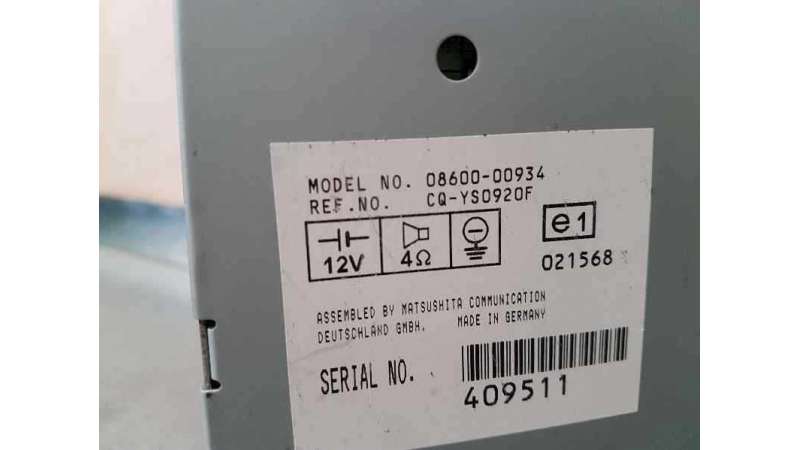 MODEL NO. 08600-00934
REF.NO. CQ-YS0920F
12V 4Ω e1
021568
ASSEMBLED BY MATSUSHITA COMMUNICATION
DEUTSCHLAND GMBH. MADE IN GERMANY
SERIAL NO.
409511